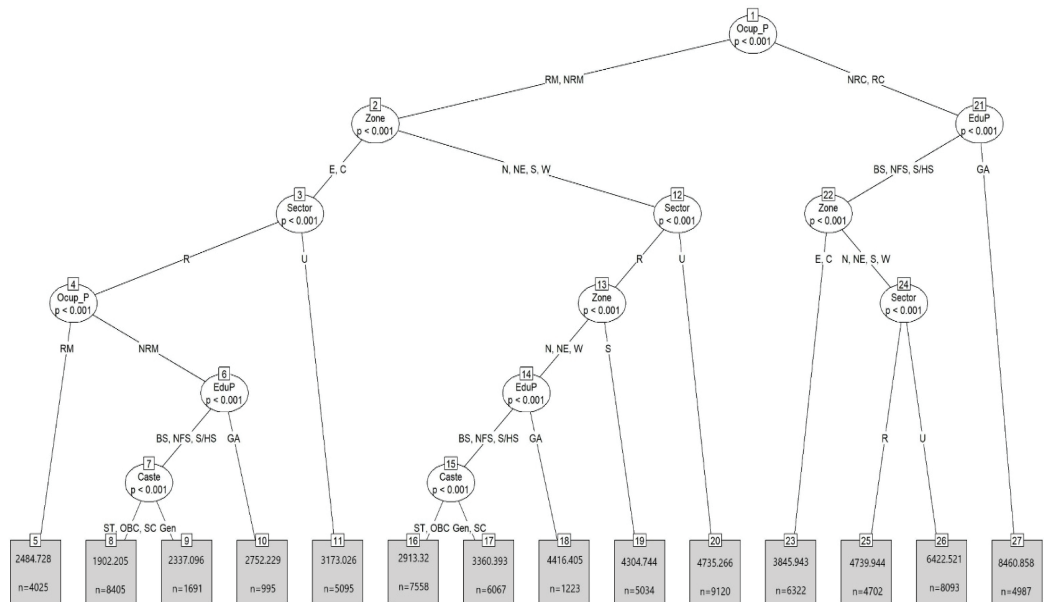 1
Ocup_P
p < 0.001
RM, NRM
NRC, RC
2
Zone
p < 0.001
21
EduP
p < 0.001
E, C
N, NE, S, W
BS, NFS, S/HS
GA
3
Sector
p < 0.001
12
Sector
p < 0.001
22
Zone
p < 0.001
R
U
R
U
E, C
N, NE, S, W
4
Ocup_P
p < 0.001
13
Zone
p < 0.001
24
Sector
p < 0.001
RM
NRM
N, NE, W
S
6
EduP
p < 0.001
14
EduP
p < 0.001
BS, NFS, S/HS
GA
BS, NFS, S/HS
GA
R
U
7
Caste
p < 0.001
15
Caste
p < 0.001
ST, OBC, SC Gen
ST, OBC Gen, SC
5
2484.728
n=4025
8
1902.205
n=8405
9
2337.096
n=1691
10
2752.229
n=995
11
3173.026
n=5095
16
2913.32
n=7558
17
3360.393
n=6067
18
4416.405
n=1223
19
4304.744
n=5034
20
4735.266
n=9120
23
3845.943
n=6322
25
4739.944
n=4702
26
6422.521
n=8093
27
8460.858
n=4987